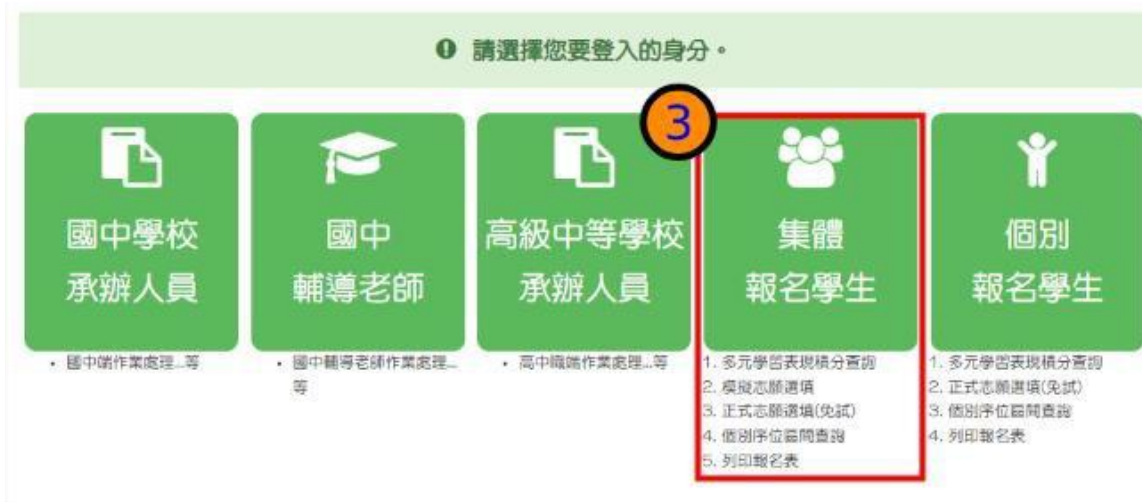 請選擇您要登入的身分。
3
國中學校
承辦人員
• 國中端作業處理...等
國中
輔導老師
• 國中輔導老師作業處理...
等
高級中等學校
承辦人員
• 高中職端作業處理...等
集體
報名學生
1. 多元學習表現積分查詢
2. 模擬志願選填
3. 正式志願選填(免試)
4. 個別序位區間查詢
5. 列印報名表
個別
報名學生
1. 多元學習表現積分查詢
2. 正式志願選填(免試)
3. 個別序位區間查詢
4. 列印報名表